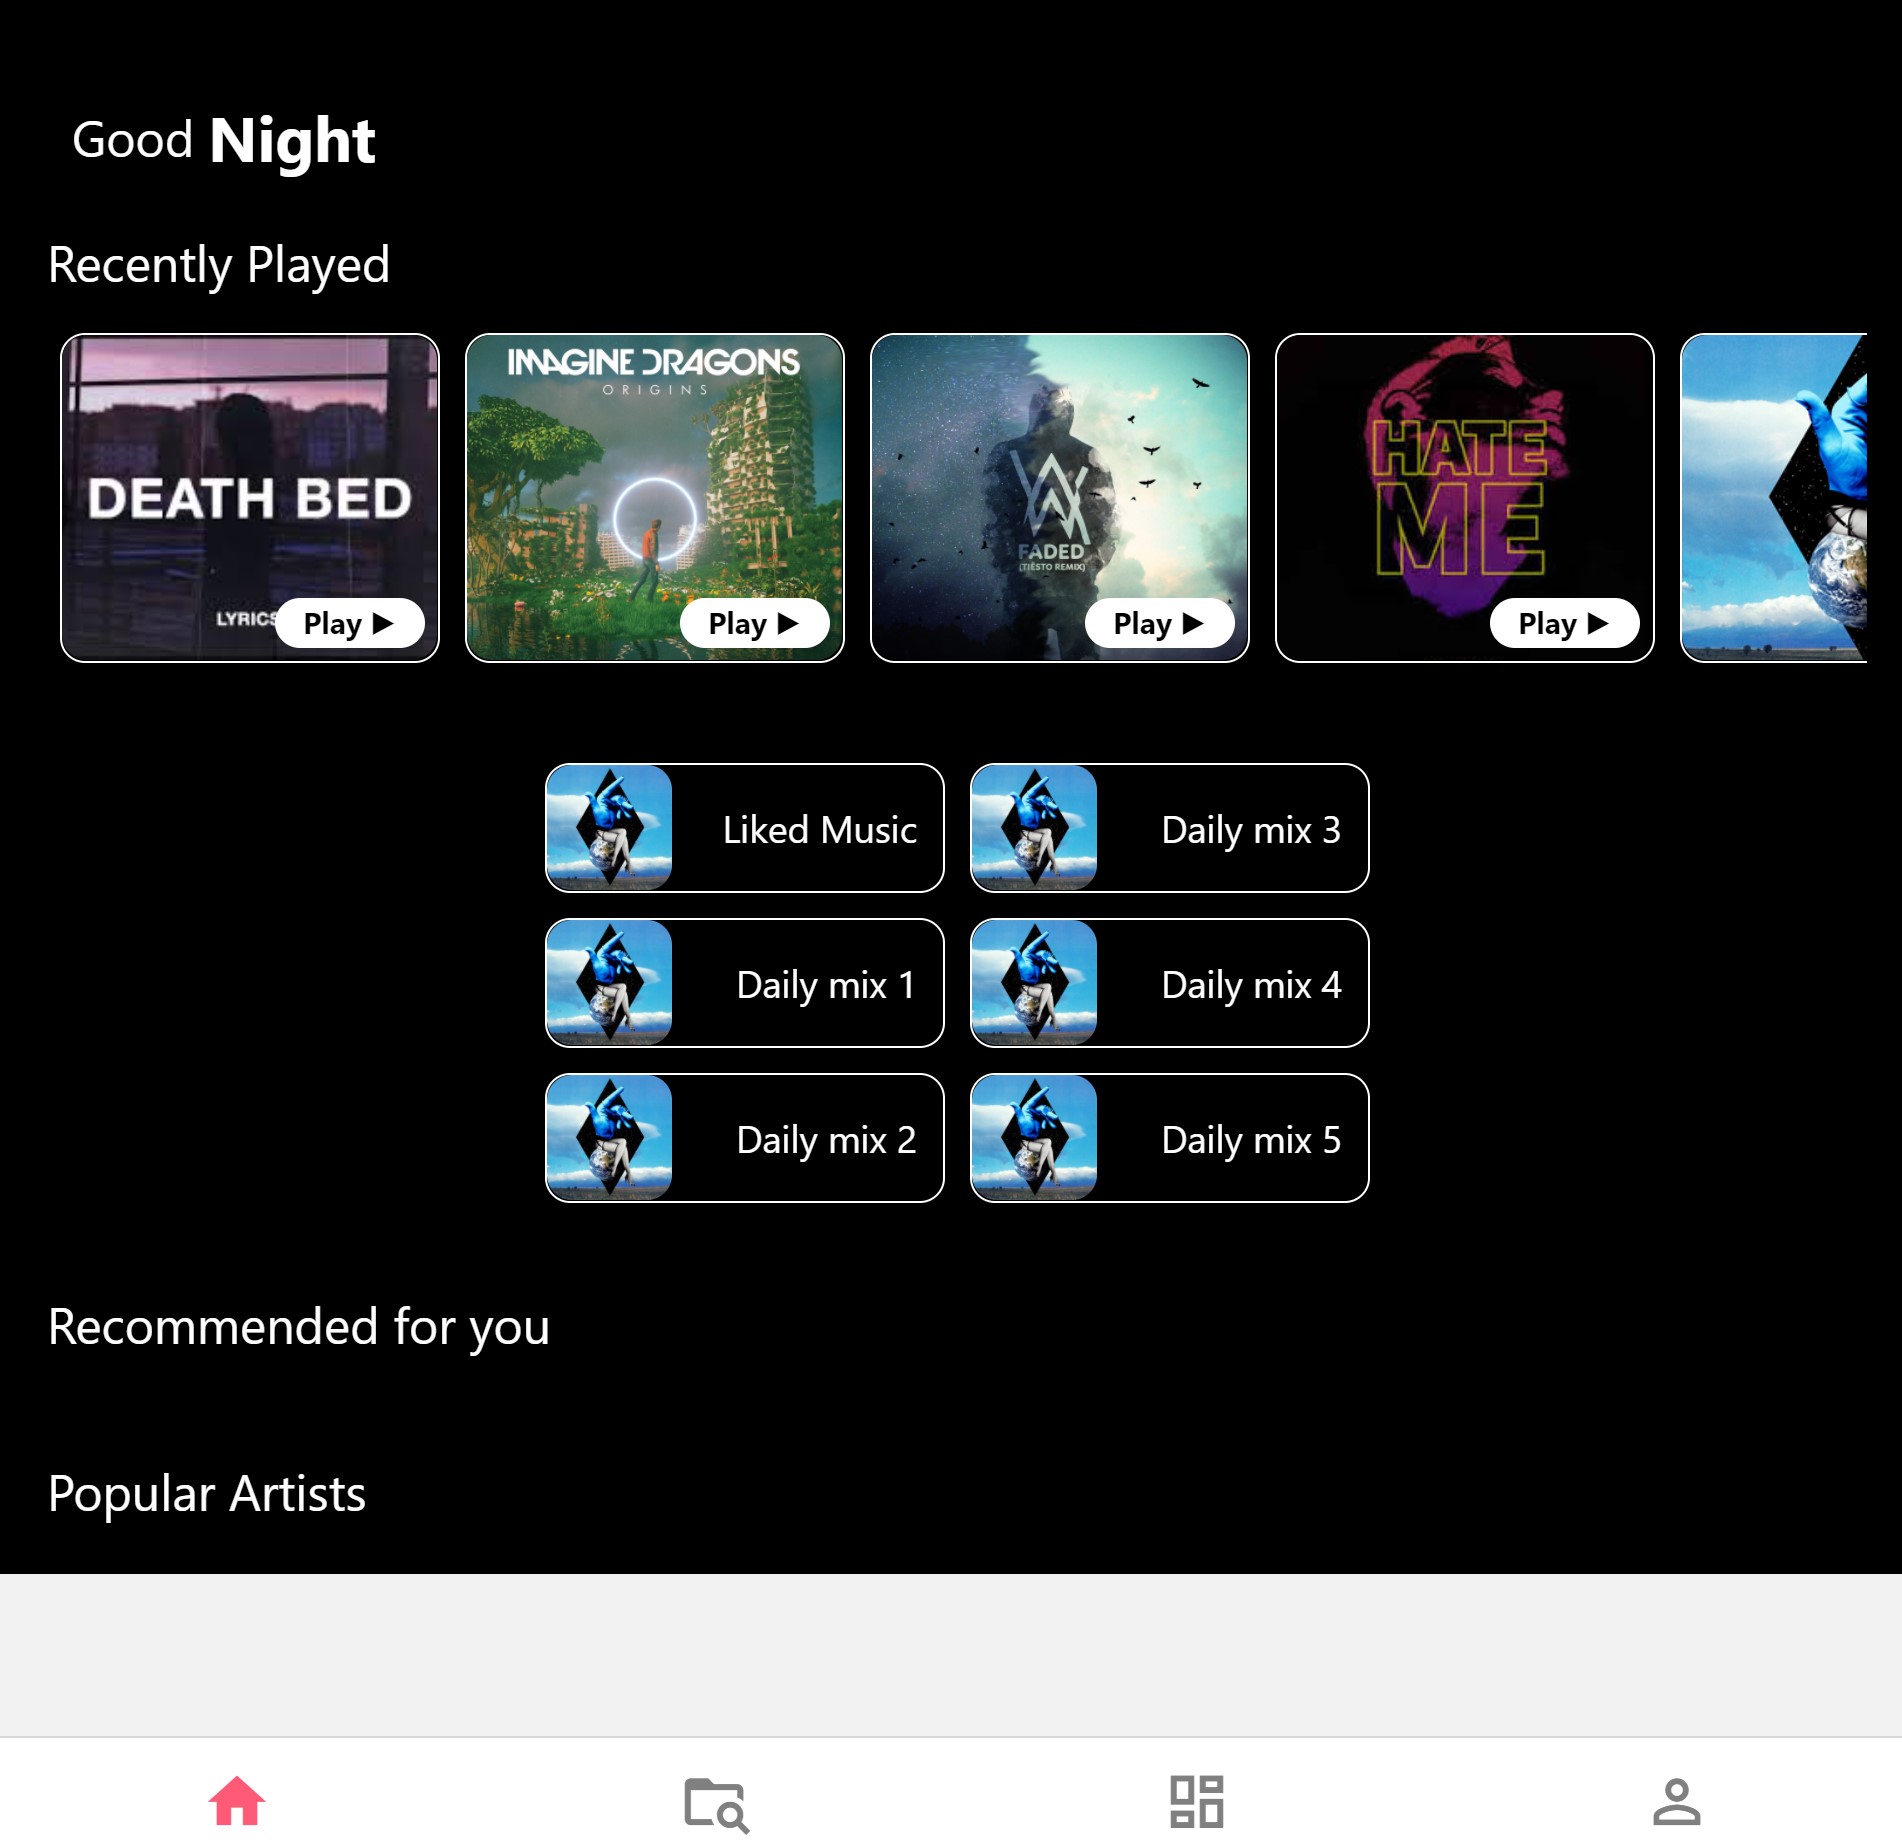 Good Night
Recently Played
DEATH BED
LYRICS
Play
IMAGINE DRAGONS
ORIGINS
Play
FADED
(TIËSTO REMIX)
Play
HATE
ME
Play
Liked Music
Daily mix 3
Daily mix 1
Daily mix 4
Daily mix 2
Daily mix 5
Recommended for you
Popular Artists